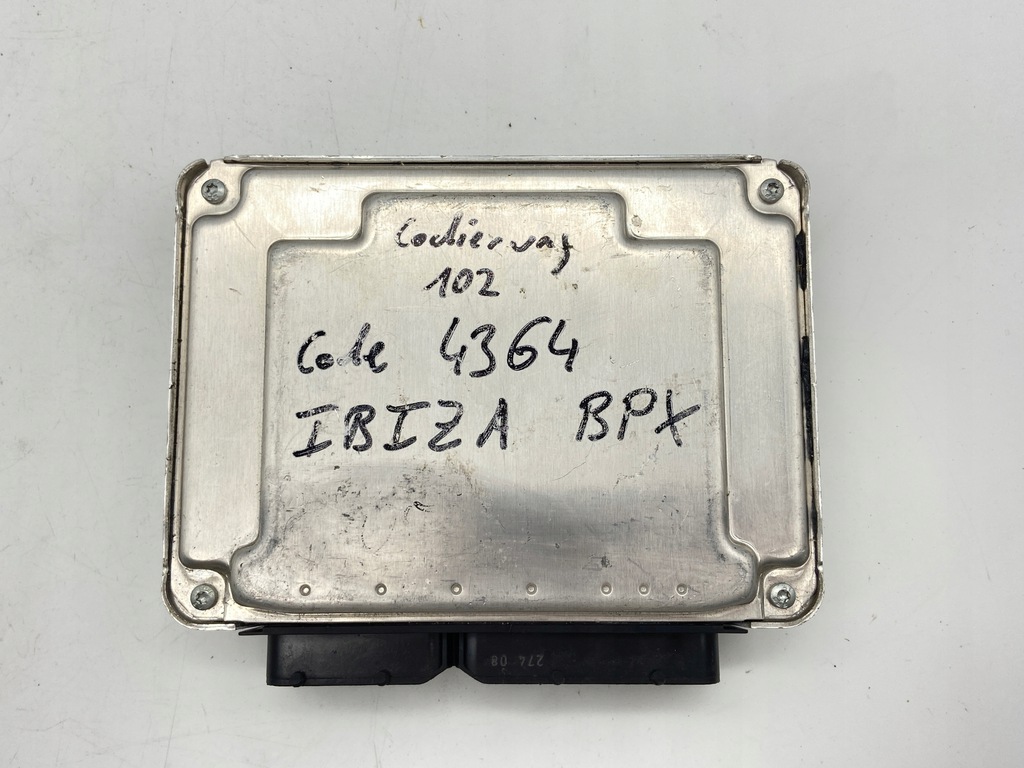 Codierung
102
Code 4364
IBIZA BPX
274 08